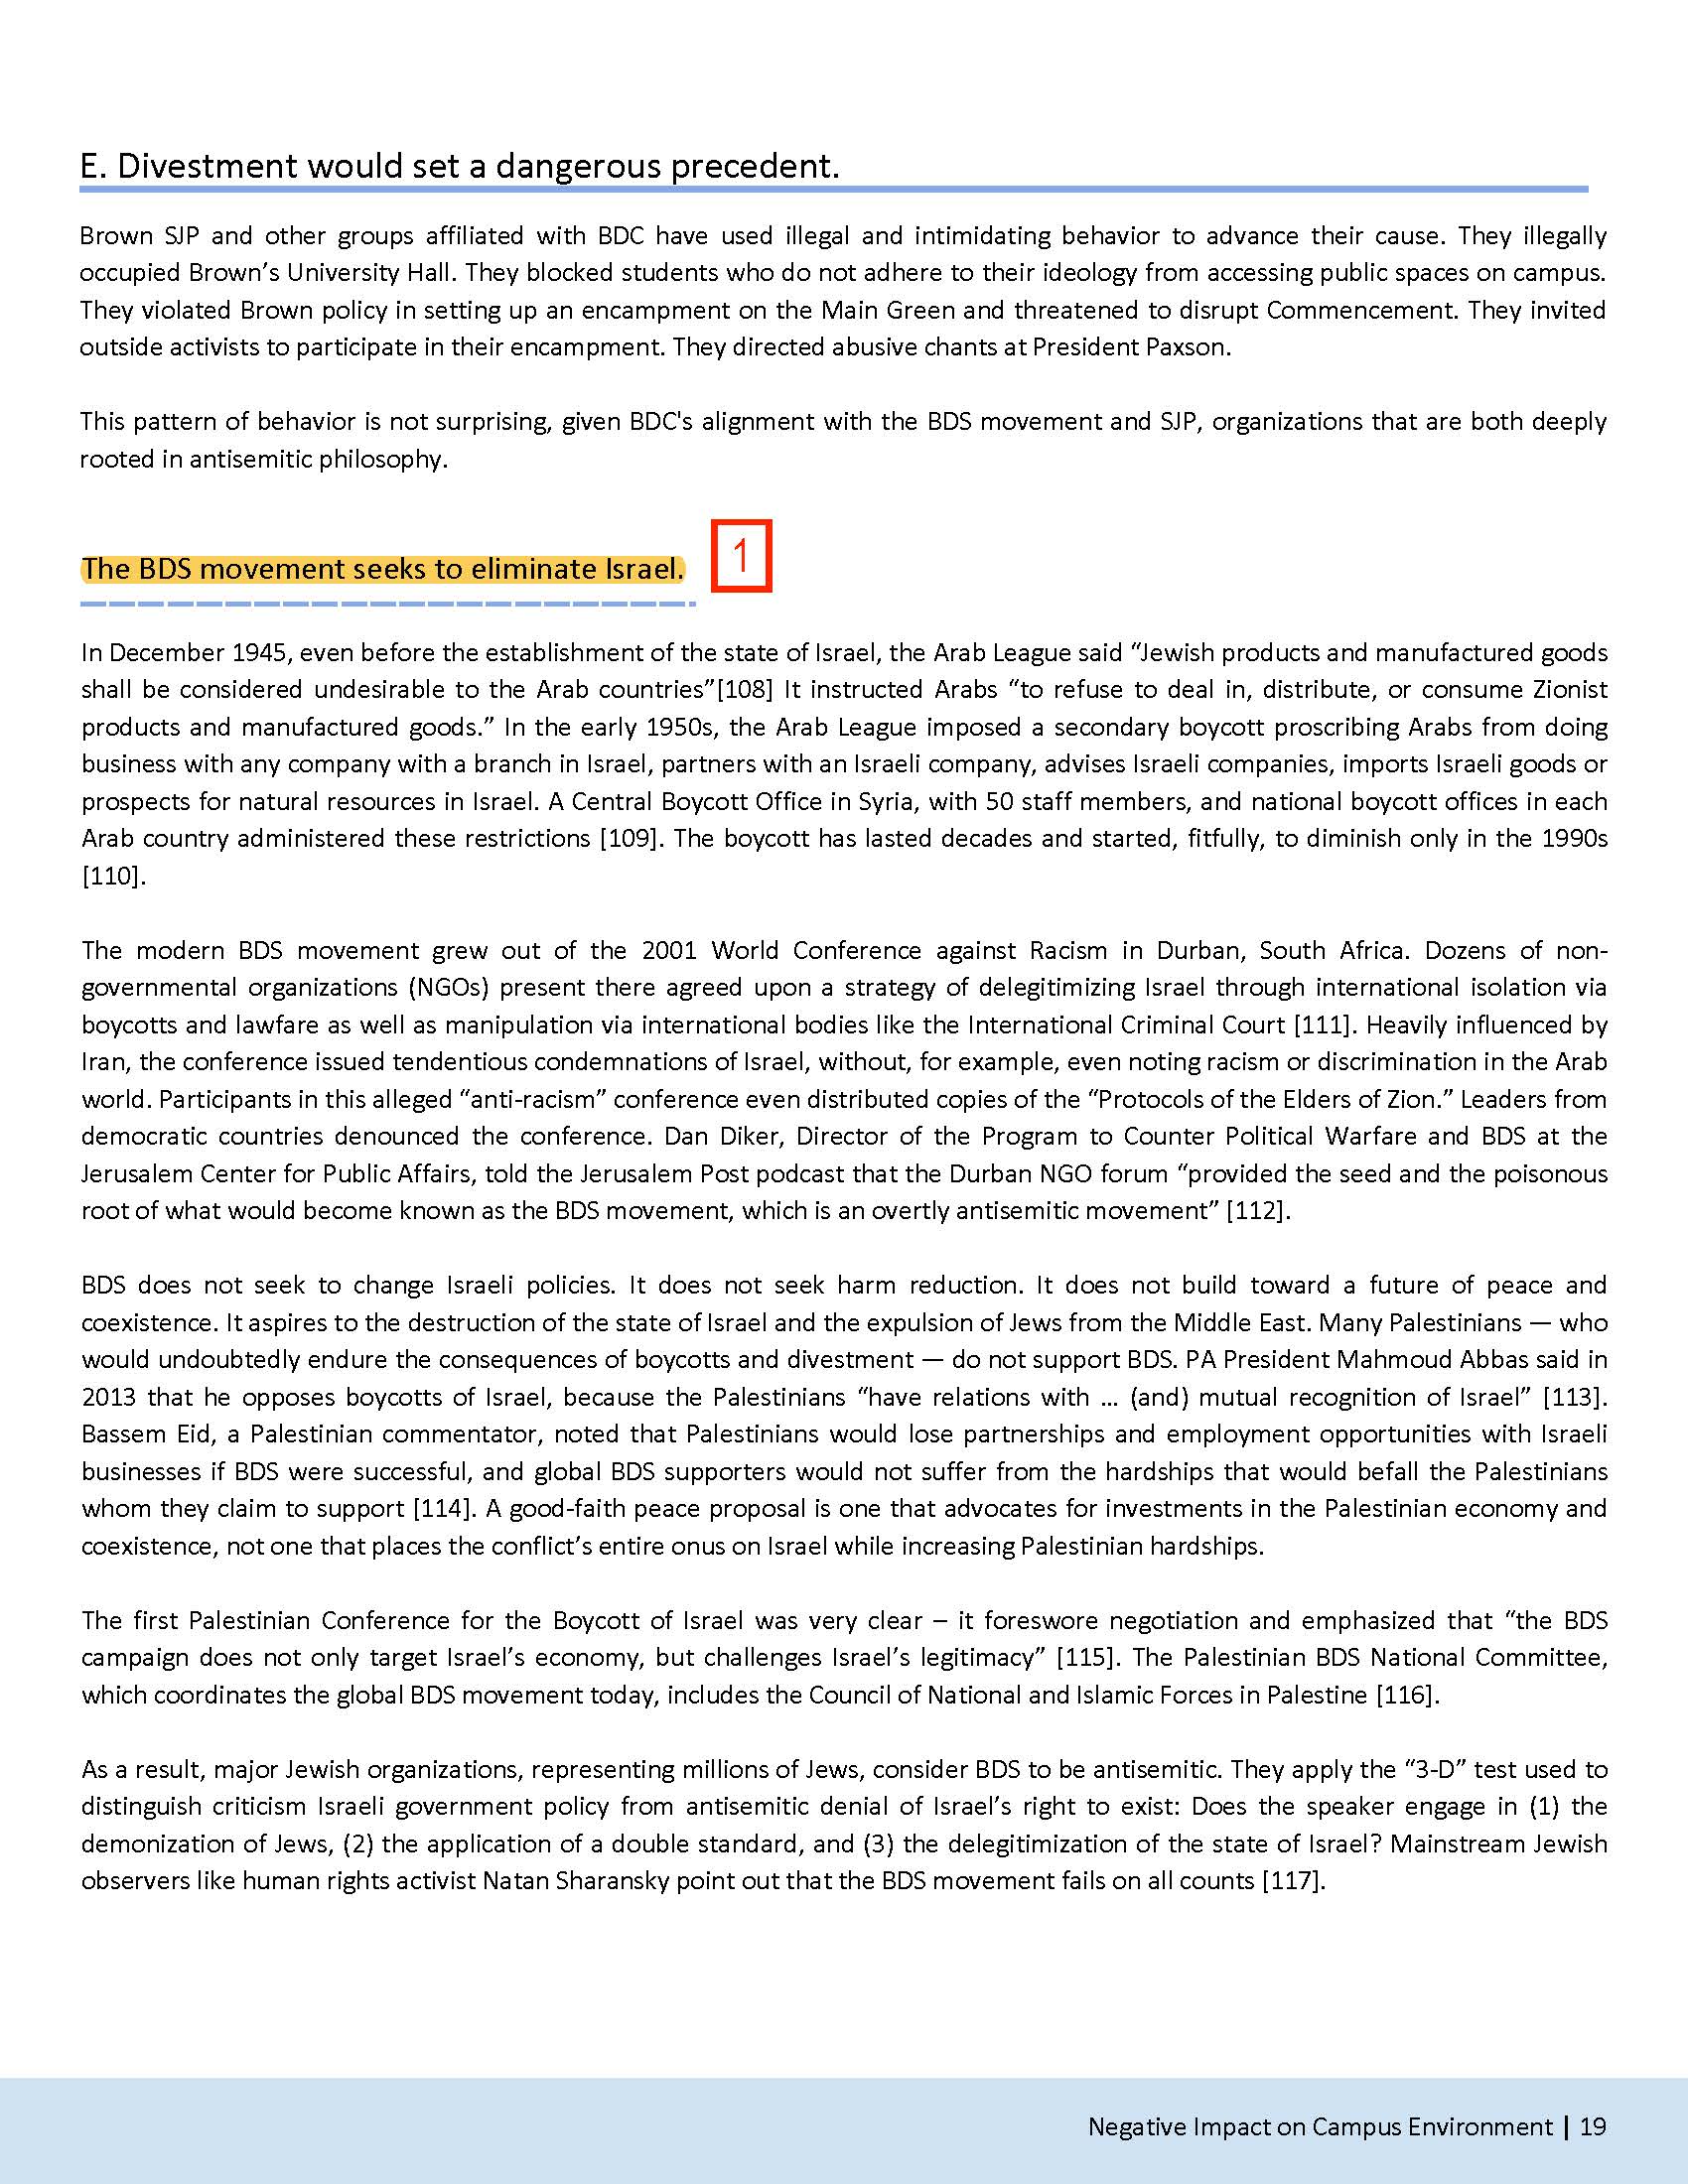 E. Divestment would set a dangerous precedent.
Brown SJP and other groups affiliated with BDC have used illegal and intimidating behavior to advance their cause. They illegally
occupied Brown’s University Hall. They blocked students who do not adhere to their ideology from accessing public spaces on campus.
They violated Brown policy in setting up an encampment on the Main Green and threatened to disrupt Commencement. They invited
outside activists to participate in their encampment. They directed abusive chants at President Paxson.
This pattern of behavior is not surprising, given BDC's alignment with the BDS movement and SJP, organizations that are both deeply
rooted in antisemitic philosophy.
The BDS movement seeks to eliminate Israel. 1
In December 1945, even before the establishment of the state of Israel, the Arab League said “Jewish products and manufactured goods
shall be considered undesirable to the Arab countries”[108] It instructed Arabs “to refuse to deal in, distribute, or consume Zionist
products and manufactured goods.” In the early 1950s, the Arab League imposed a secondary boycott proscribing Arabs from doing
business with any company with a branch in Israel, partners with an Israeli company, advises Israeli companies, imports Israeli goods or
prospects for natural resources in Israel. A Central Boycott Office in Syria, with 50 staff members, and national boycott offices in each
Arab country administered these restrictions [109]. The boycott has lasted decades and started, fitfully, to diminish only in the 1990s
[110].
The modern BDS movement grew out of the 2001 World Conference against Racism in Durban, South Africa. Dozens of non-
governmental organizations (NGOs) present there agreed upon a strategy of delegitimizing Israel through international isolation via
boycotts and lawfare as well as manipulation via international bodies like the International Criminal Court [111]. Heavily influenced by
Iran, the conference issued tendentious condemnations of Israel, without, for example, even noting racism or discrimination in the Arab
world. Participants in this alleged “anti-racism” conference even distributed copies of the “Protocols of the Elders of Zion.” Leaders from
democratic countries denounced the conference. Dan Diker, Director of the Program to Counter Political Warfare and BDS at the
Jerusalem Center for Public Affairs, told the Jerusalem Post podcast that the Durban NGO forum “provided the seed and the poisonous
root of what would become known as the BDS movement, which is an overtly antisemitic movement” [112].
BDS does not seek to change Israeli policies. It does not seek harm reduction. It does not build toward a future of peace and
coexistence. It aspires to the destruction of the state of Israel and the expulsion of Jews from the Middle East. Many Palestinians — who
would undoubtedly endure the consequences of boycotts and divestment — do not support BDS. PA President Mahmoud Abbas said in
2013 that he opposes boycotts of Israel, because the Palestinians “have relations with … (and) mutual recognition of Israel” [113].
Bassem Eid, a Palestinian commentator, noted that Palestinians would lose partnerships and employment opportunities with Israeli
businesses if BDS were successful, and global BDS supporters would not suffer from the hardships that would befall the Palestinians
whom they claim to support [114]. A good-faith peace proposal is one that advocates for investments in the Palestinian economy and
coexistence, not one that places the conflict’s entire onus on Israel while increasing Palestinian hardships.
The first Palestinian Conference for the Boycott of Israel was very clear – it foreswore negotiation and emphasized that “the BDS
campaign does not only target Israel’s economy, but challenges Israel’s legitimacy” [115]. The Palestinian BDS National Committee,
which coordinates the global BDS movement today, includes the Council of National and Islamic Forces in Palestine [116].
As a result, major Jewish organizations, representing millions of Jews, consider BDS to be antisemitic. They apply the “3-D” test used to
distinguish criticism Israeli government policy from antisemitic denial of Israel’s right to exist: Does the speaker engage in (1) the
demonization of Jews, (2) the application of a double standard, and (3) the delegitimization of the state of Israel? Mainstream Jewish
observers like human rights activist Natan Sharansky point out that the BDS movement fails on all counts [117].
Negative Impact on Campus Environment | 19